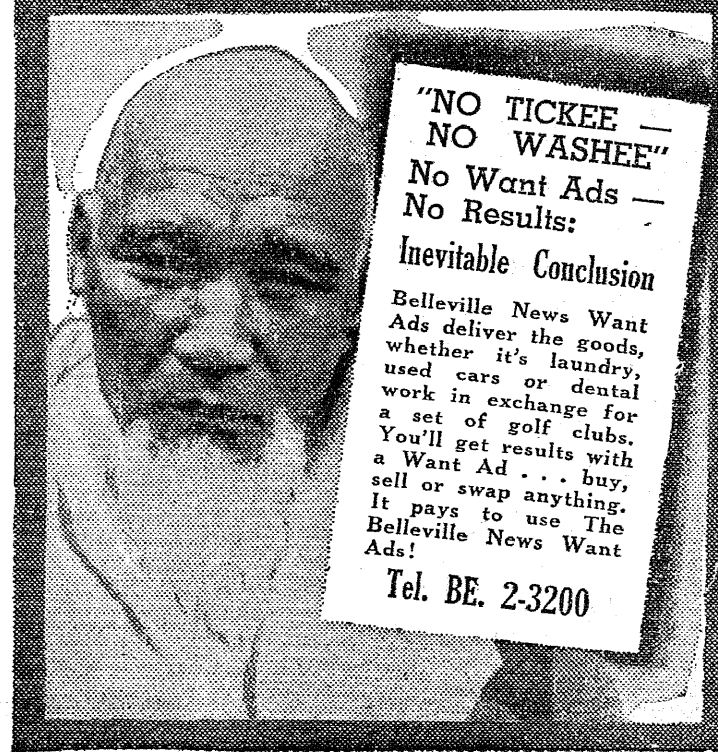 "NO TICKEE —
NO WASHEE"
No Want Ads —
No Results:
Inevitable Conclusion
Belleville News Want
Ads deliver the goods,
whether it's laundry,
used cars or dental
work in exchange for
a set of golf clubs.
You'll get results with
a Want Ad . . . buy,
sell or swap anything.
It pays to use The
Belleville News Want
Ads!
Tel. BE. 2-3200